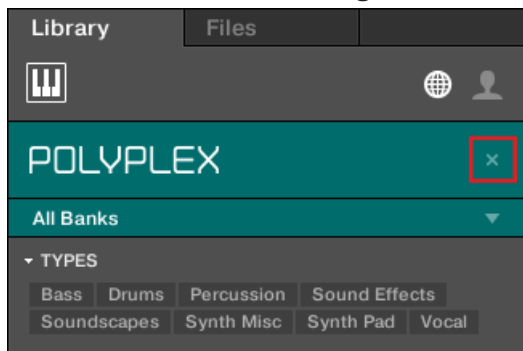 Library Files
POLYPLEX ×
All Banks
TYPES
Bass Drums Percussion Sound Effects
Soundscapes Synth Misc Synth Pad Vocal